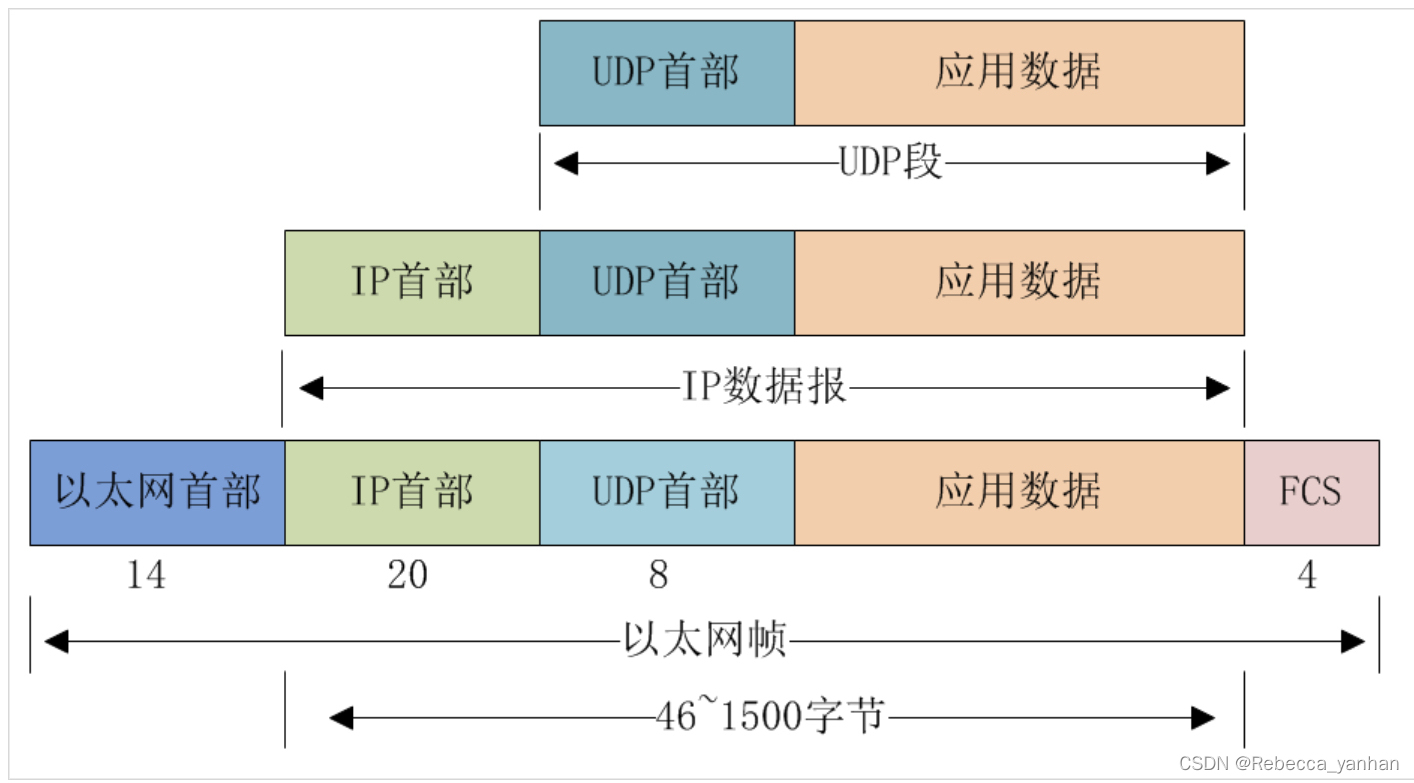 UDP首部 应用数据
UDP段
IP首部 UDP首部 应用数据
IP数据报
以太网首部 IP首部 UDP首部 应用数据 FCS
14 20 8 4
以太网帧
46~1500字节
CSDN @Rebecca_yanhan